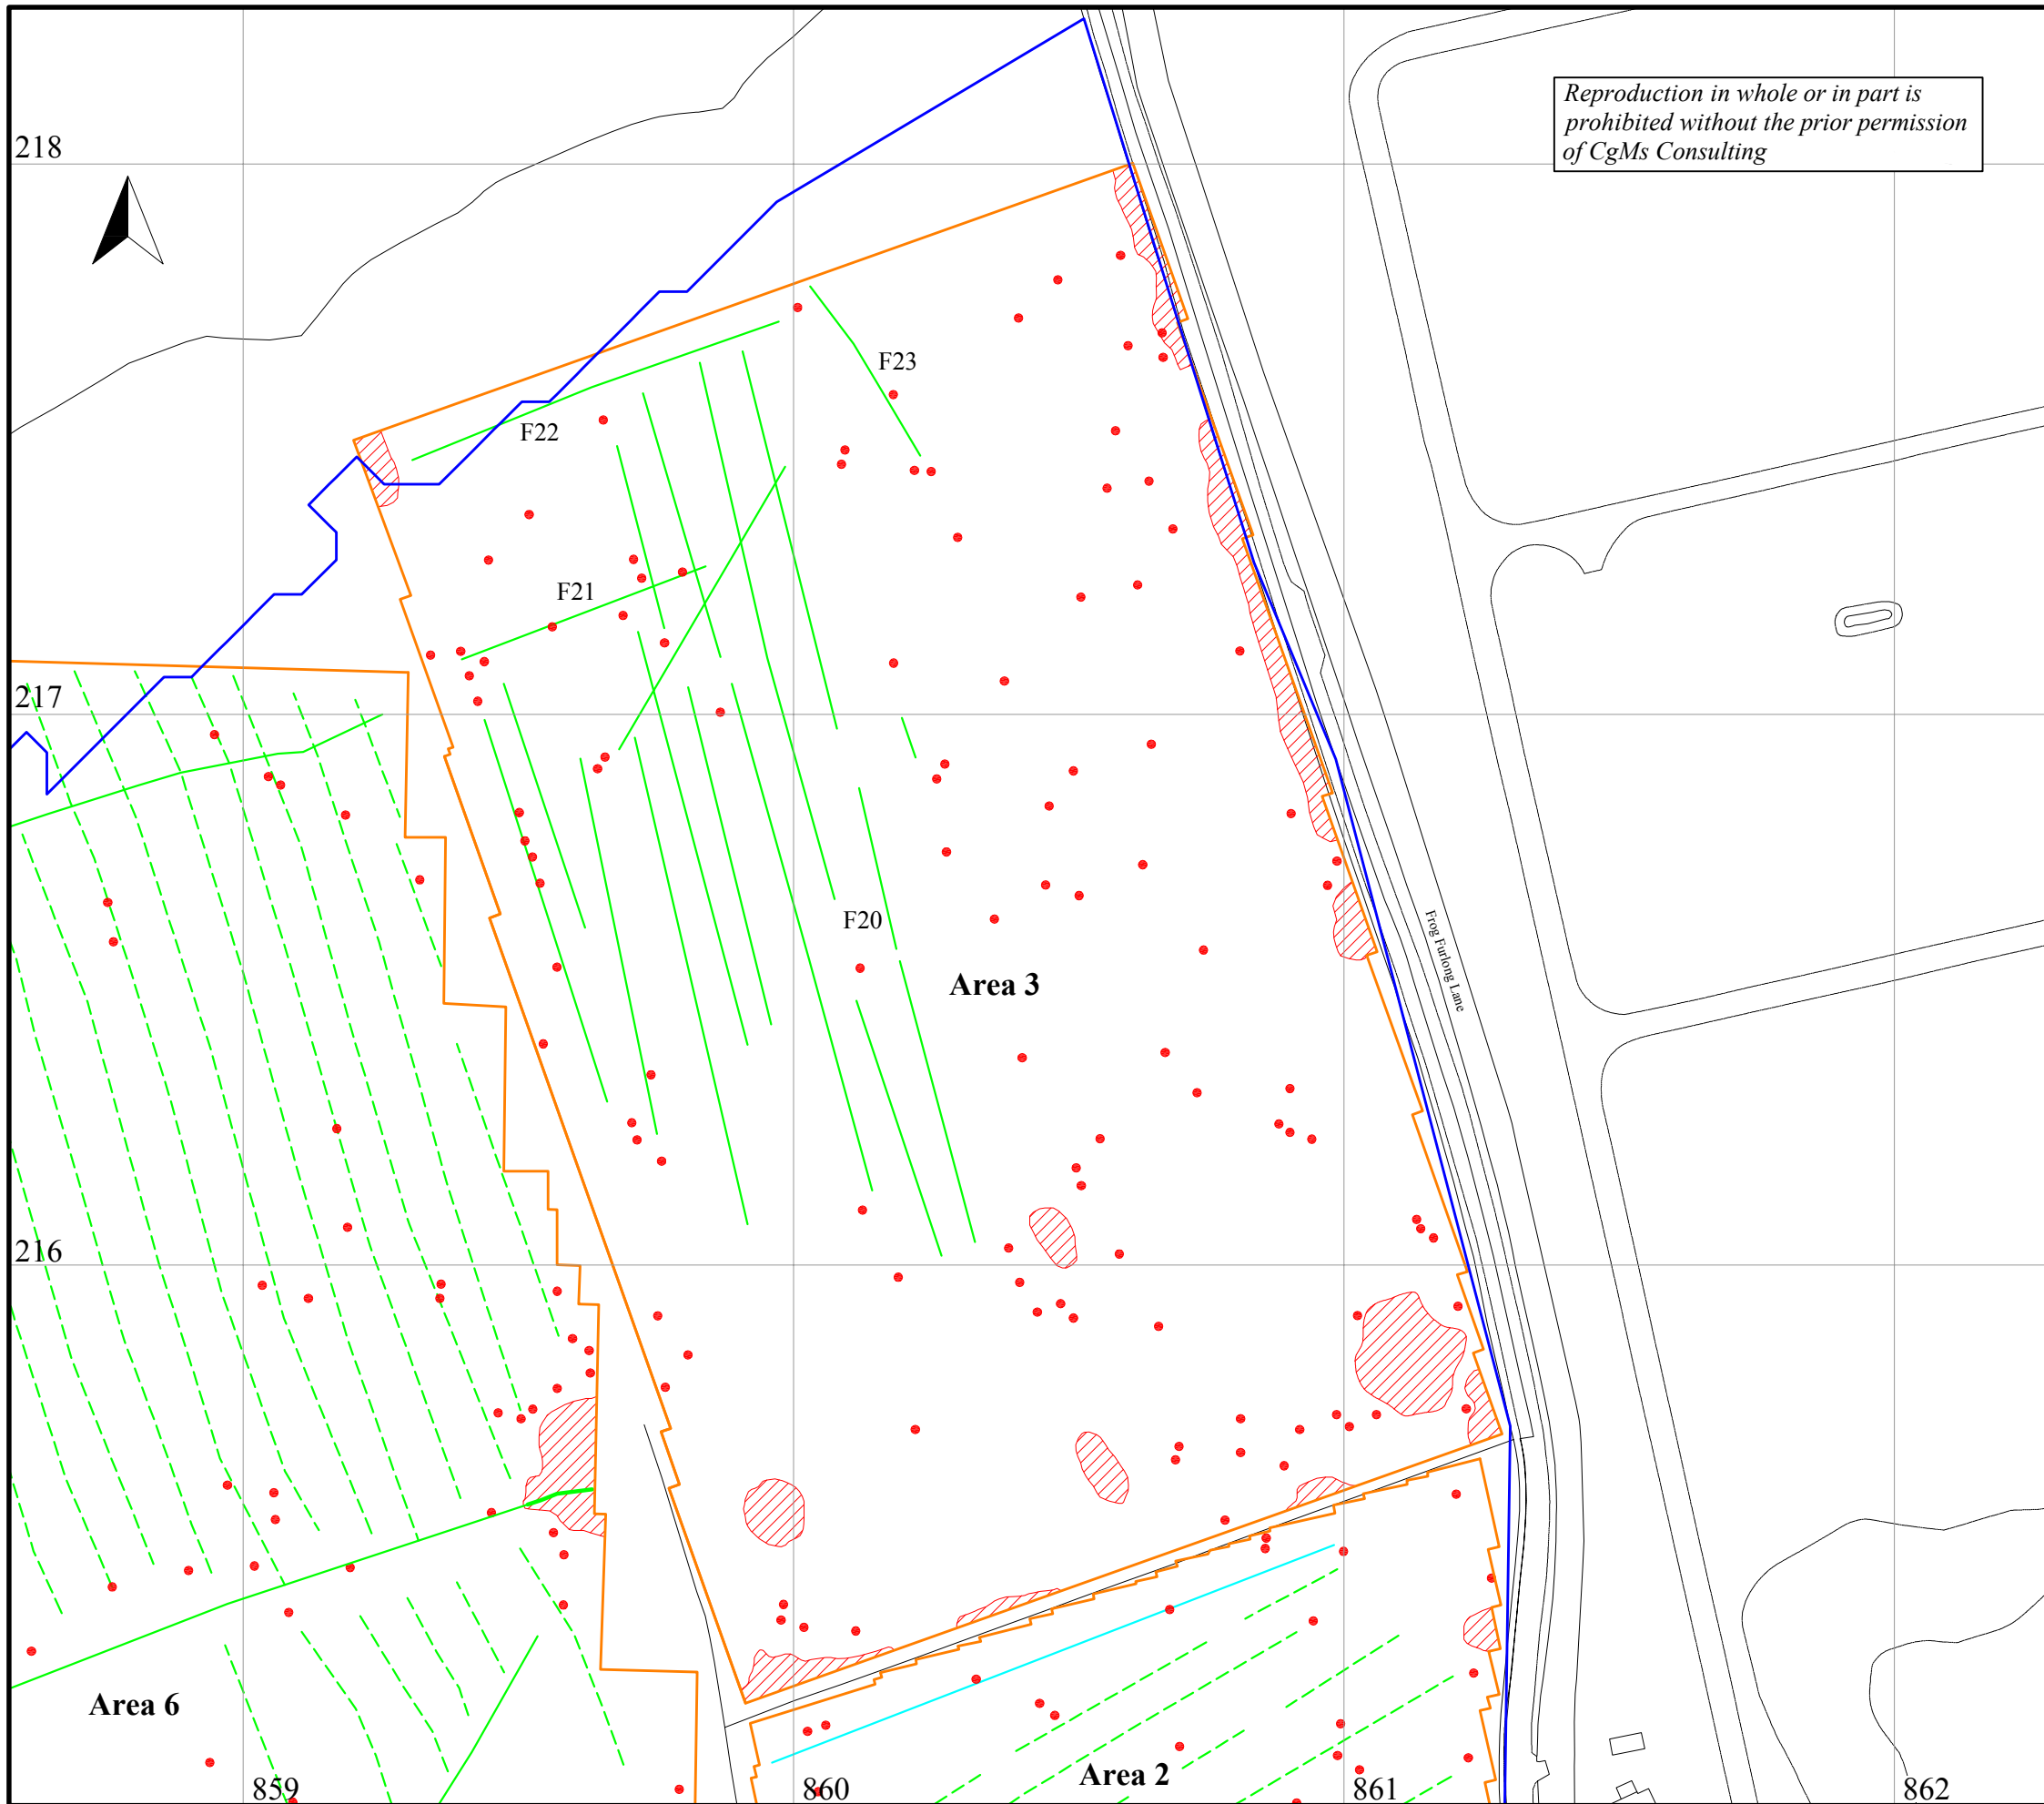 Reproduction in whole or in part is
prohibited without the prior permission
of CgMs Consulting
218
F23
F22
F21
217
F20
Area 3
Frog Furlong Lane
216
Area 6
Area 2
859
860
861
862